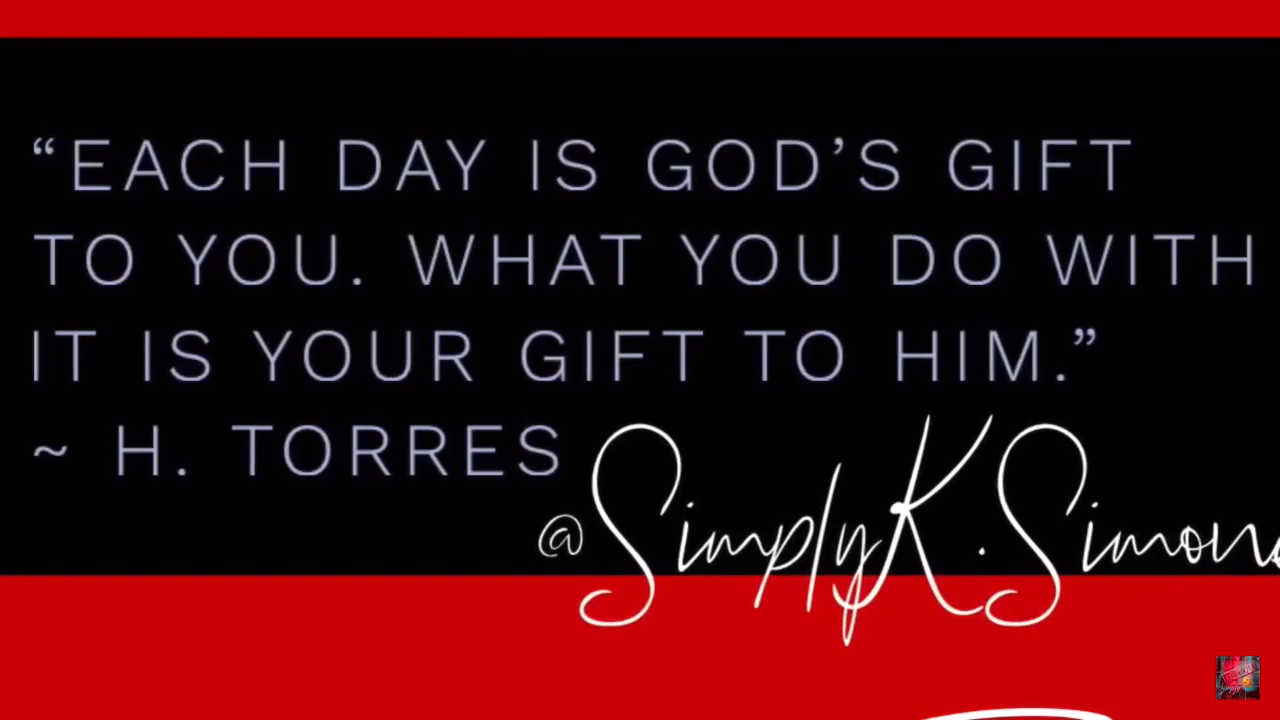 “EACH DAY IS GOD’S GIFT
TO YOU. WHAT YOU DO WITH
IT IS YOUR GIFT TO HIM.”
~ H. TORRES
@SimplyK.Simon